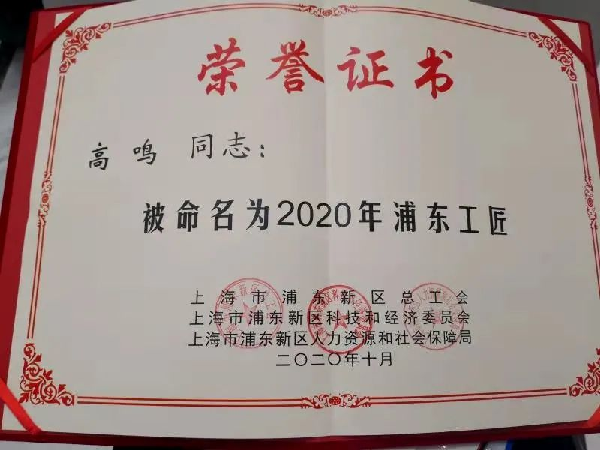 荣誉证书
高鸣 同志：
被命名为2020年浦东工匠
上海市浦东新区总工会
上海市浦东新区科技和经济委员会
上海市浦东新区人力资源和社会保障局
二〇二〇年十月